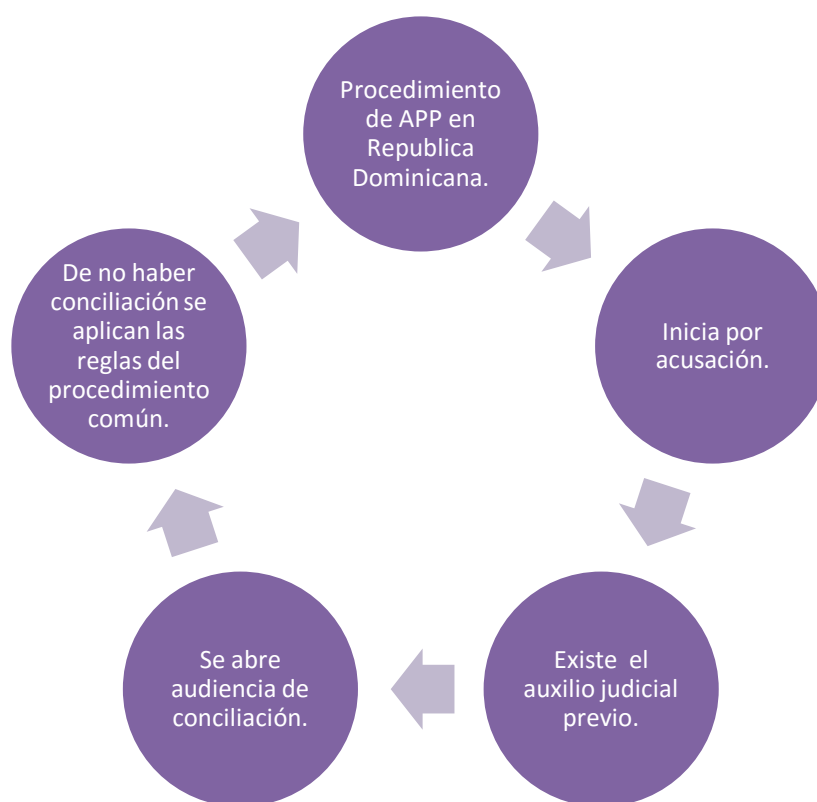 Procedimiento
de APP en
Republica
Dominicana.
Inicia por
acusación.
Existe  el
auxilio judicial
previo.
Se abre
audiencia de
conciliación.
De no haber
conciliación se
aplican las
reglas del
procedimiento
común.